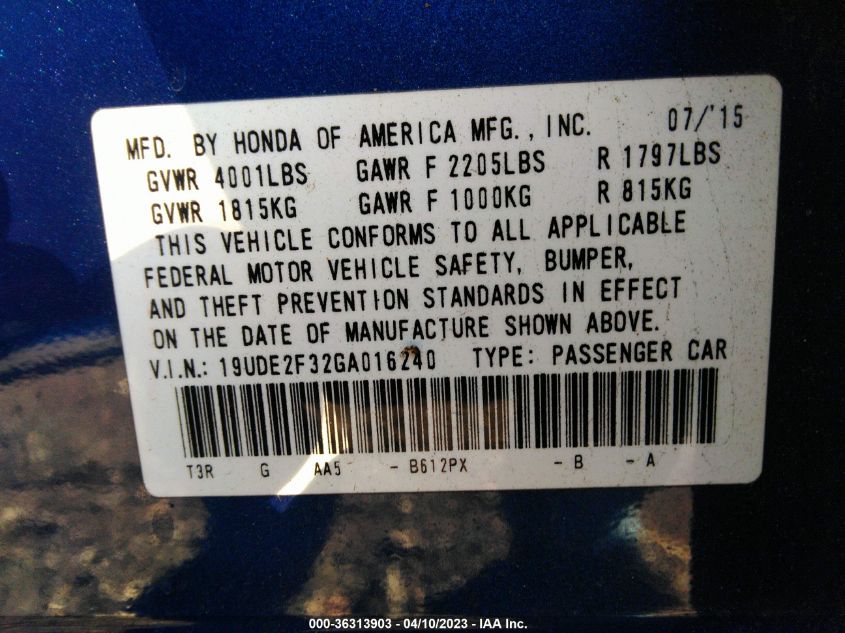 MFD. BY HONDA OF AMERICA MFG., INC. 07/'15
GVWR 4001LBS GAWR F 2205LBS R 1797LBS
GVWR 1815KG GAWR F 1000KG R 815KG
THIS VEHICLE CONFORMS TO ALL APPLICABLE
FEDERAL MOTOR VEHICLE SAFETY, BUMPER,
AND THEFT PREVENTION STANDARDS IN EFFECT
ON THE DATE OF MANUFACTURE SHOWN ABOVE.
V.I.N.: 19UDE2F32GA016240 TYPE: PASSENGER CAR
T3R G AA5 - B612PX - B - A
000-36313903 - 04/10/2023 - IAA Inc.